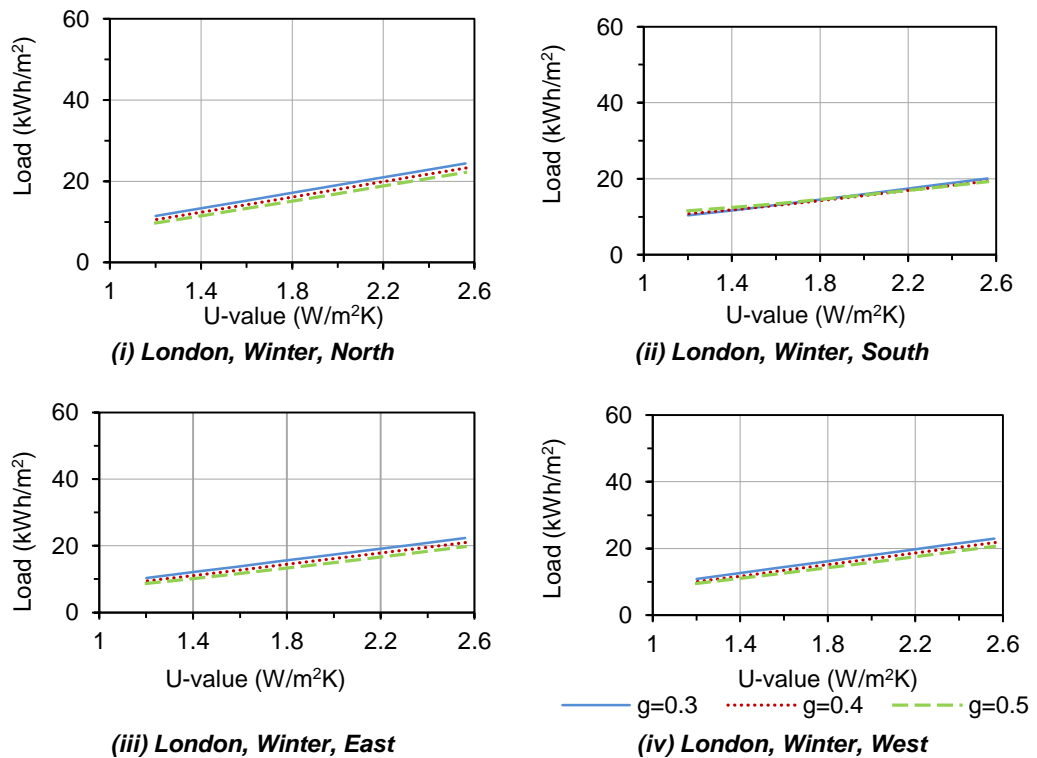 Load (kWh/m²)
60
40
20
0
1
1.4
1.8
2.2
2.6
U-value (W/m²K)
(i) London, Winter, North
Load (kWh/m²)
60
40
20
0
1
1.4
1.8
2.2
2.6
U-value (W/m²K)
(ii) London, Winter, South
Load (kWh/m²)
60
40
20
0
1
1.4
1.8
2.2
2.6
U-value (W/m²K)
(iii) London, Winter, East
Load (kWh/m²)
60
40
20
0
1
1.4
1.8
2.2
2.6
U-value (W/m²K)
g=0.3
g=0.4
g=0.5
(iv) London, Winter, West